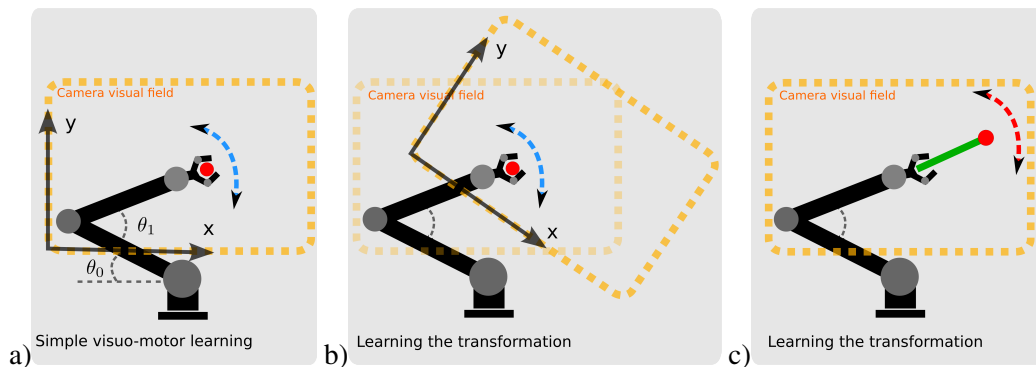 Camera visual field
y
θ1
x
θ0
Simple visuo-motor learning
a)
Camera visual field
y
x
Learning the transformation
b)
Camera visual field
Learning the transformation
c)